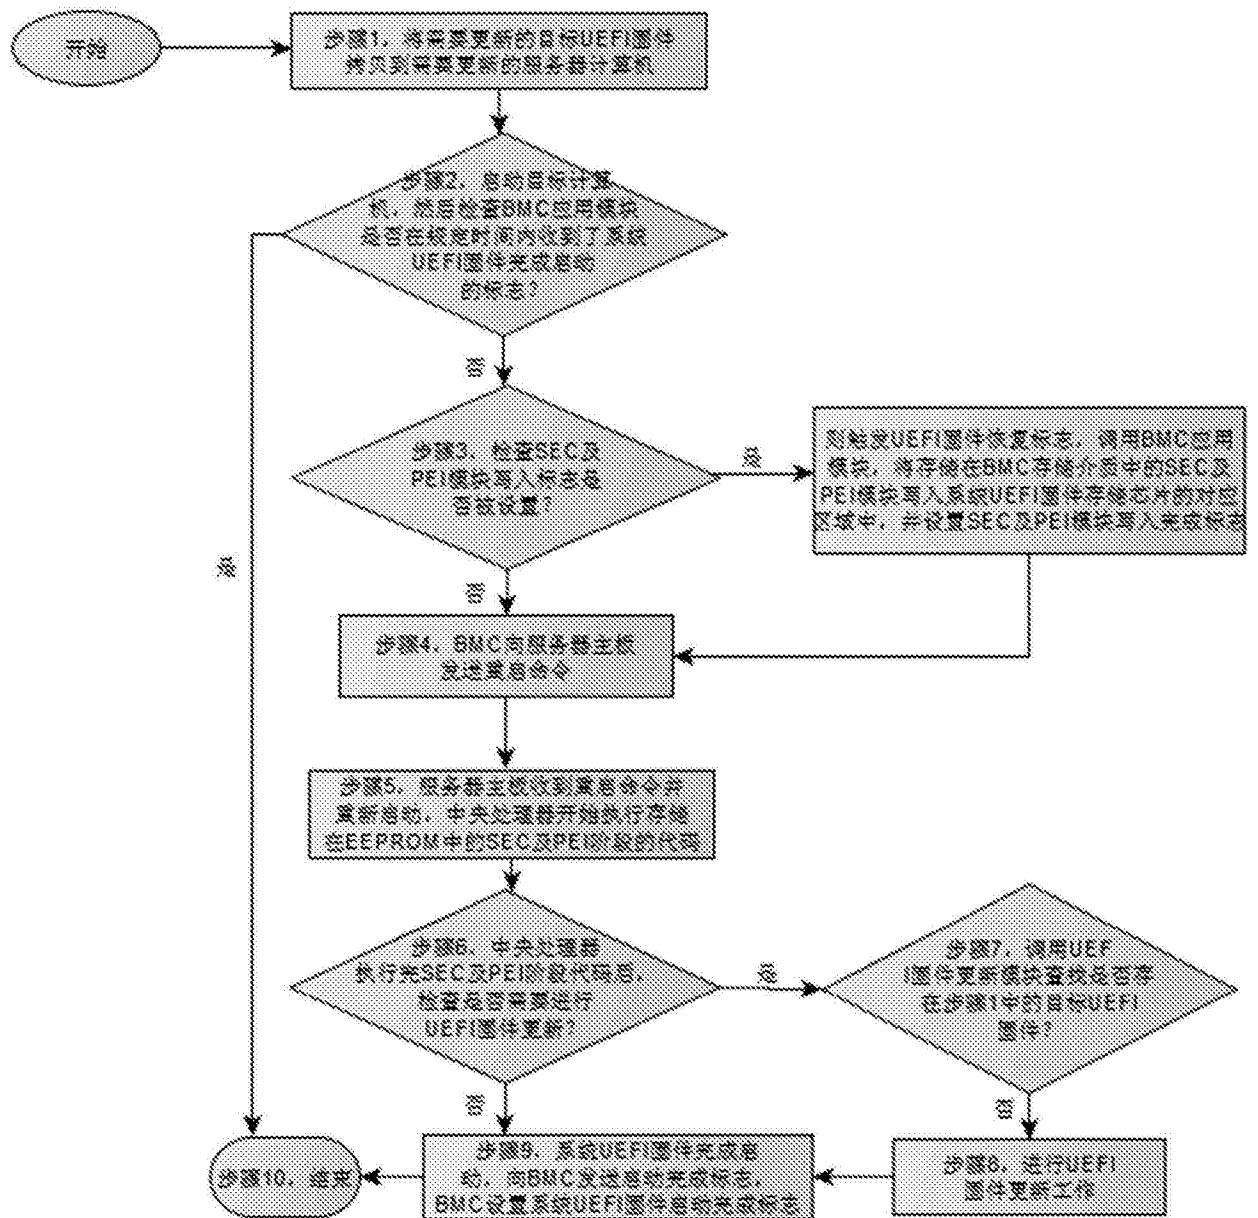 开始
步骤1，将需要更新的目标UEFI固件
拷贝到需要更新的服务器计算机
步骤2，启动目标计算
机，然后检查BMC应用模块
是否在规定时间内收到了系统
UEFI固件完成启动
的标志？
否
是
步骤3，检查SEC及
PEI模块写入标志是
否被设置？
是
则触发UEFI固件恢复标志，调用BMC应用
模块，将存储在BMC存储介质中的SEC及
PEI模块写入系统UEFI固件存储芯片的对应
区域中，并设置SEC及PEI模块写入完成标志
否
步骤4，BMC向服务器主板
发送重启命令
步骤5，服务器主板收到重启命令并
重新启动，中央处理器开始执行存储
在EEPROM中的SEC及PEI阶段的代码
步骤6，中央处理器
执行完SEC及PEI阶段代码后，
检查是否需要进行
UEFI固件更新？
是
步骤7，调用UEF
I固件更新模块查找是否存
在步骤1中的目标UEFI
固件？
否
否
步骤8，进行UEFI
固件更新工作
步骤9，系统UEFI固件完成启
动，向BMC发送启动完成标志，
BMC设置系统UEFI固件启动完成标志
步骤10，结束